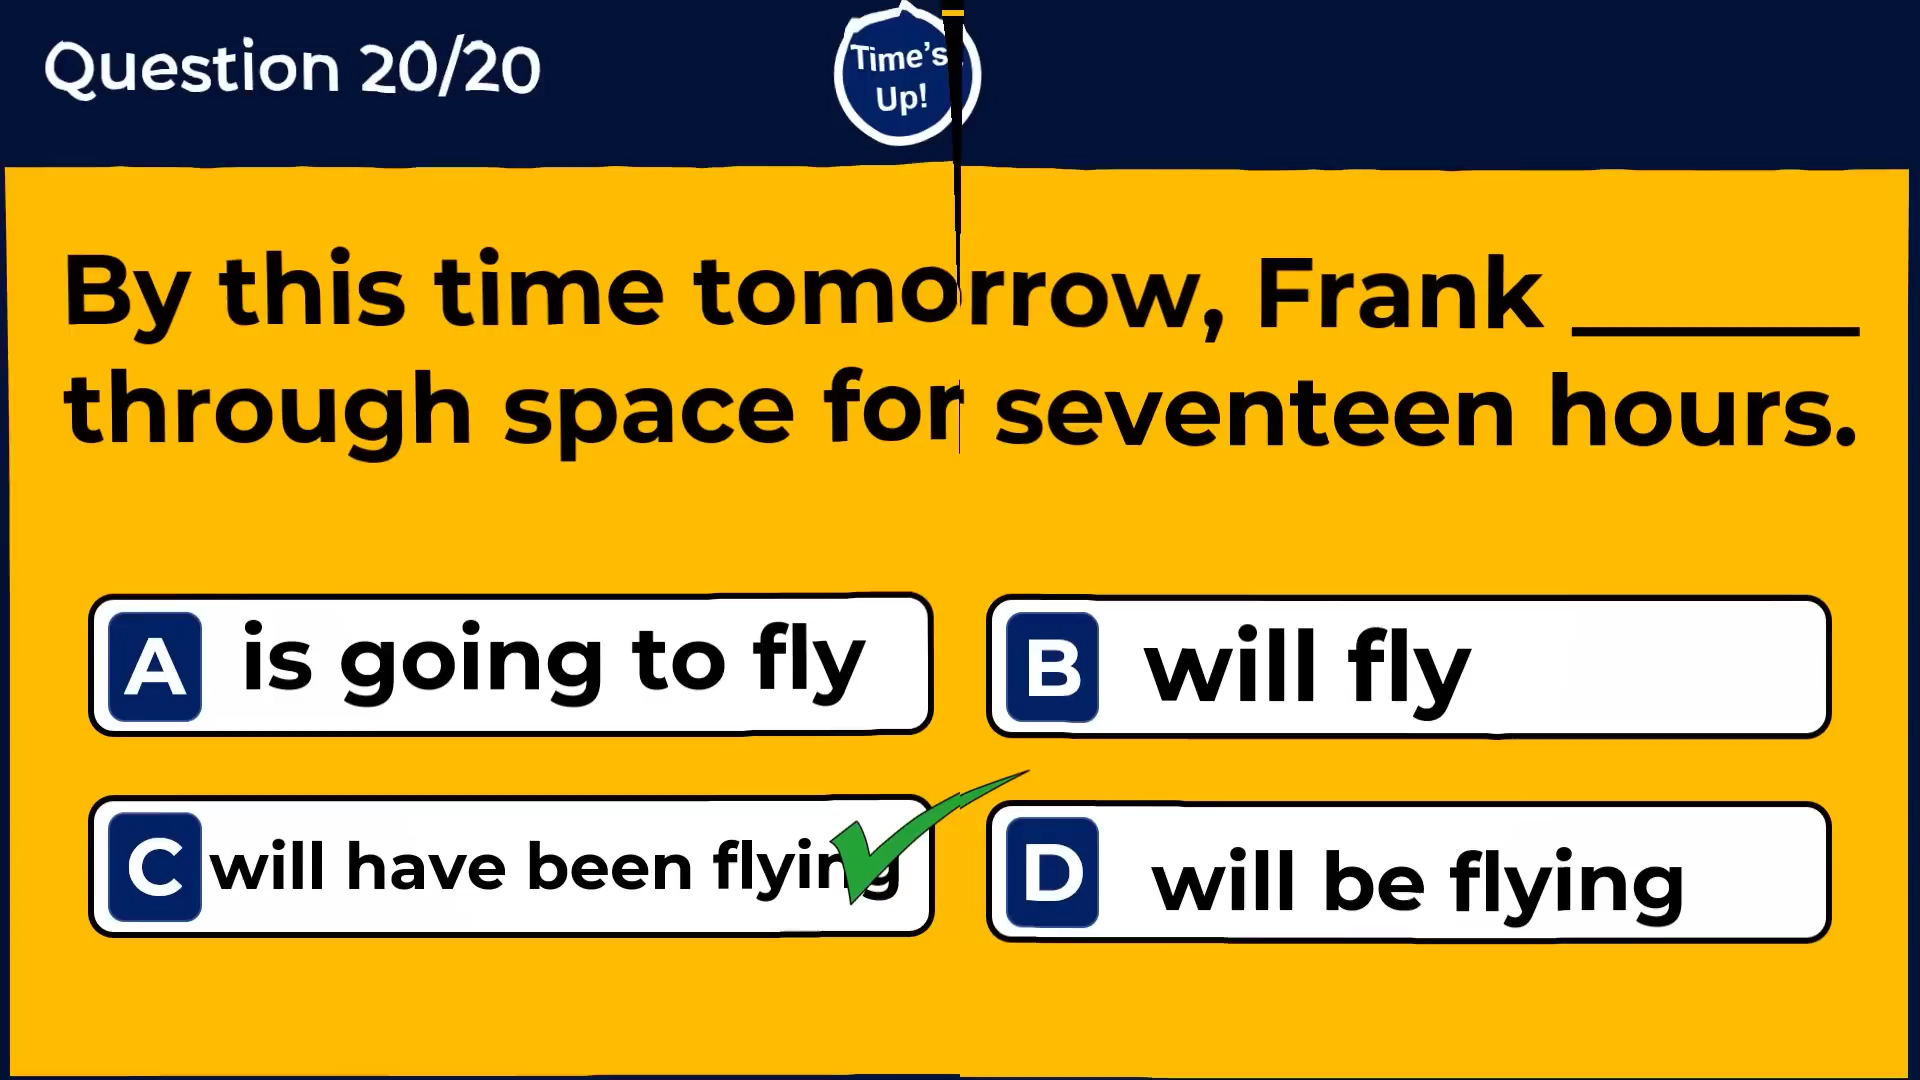 Question 20/20
Time's
Up!
By this time tomorrow, Frank ______
through space for seventeen hours.
A is going to fly
B will fly
C will have been flying
D will be flying